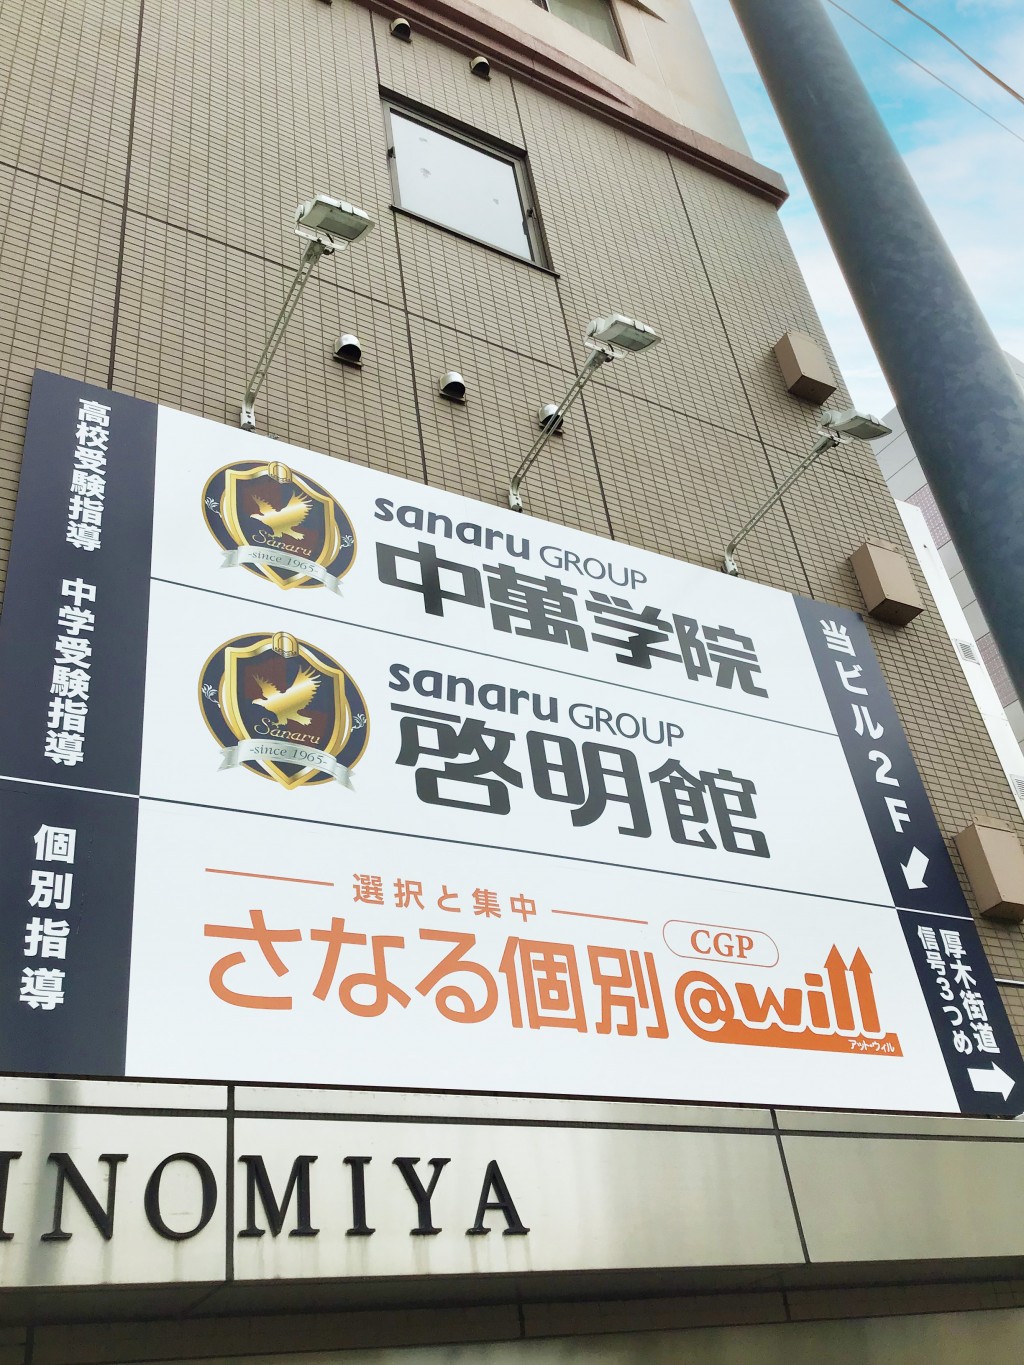 高校受験指導
中学受験指導
Sanaru
-since 1965-
sanaru GROUP
中萬学院
Sanaru
-since 1965-
sanaru GROUP
啓明館
当ビル2F
個別指導
選択と集中
さなる個別
CGP
@will
アット・ウィル
厚木街道
信号3つめ
INOMIYA